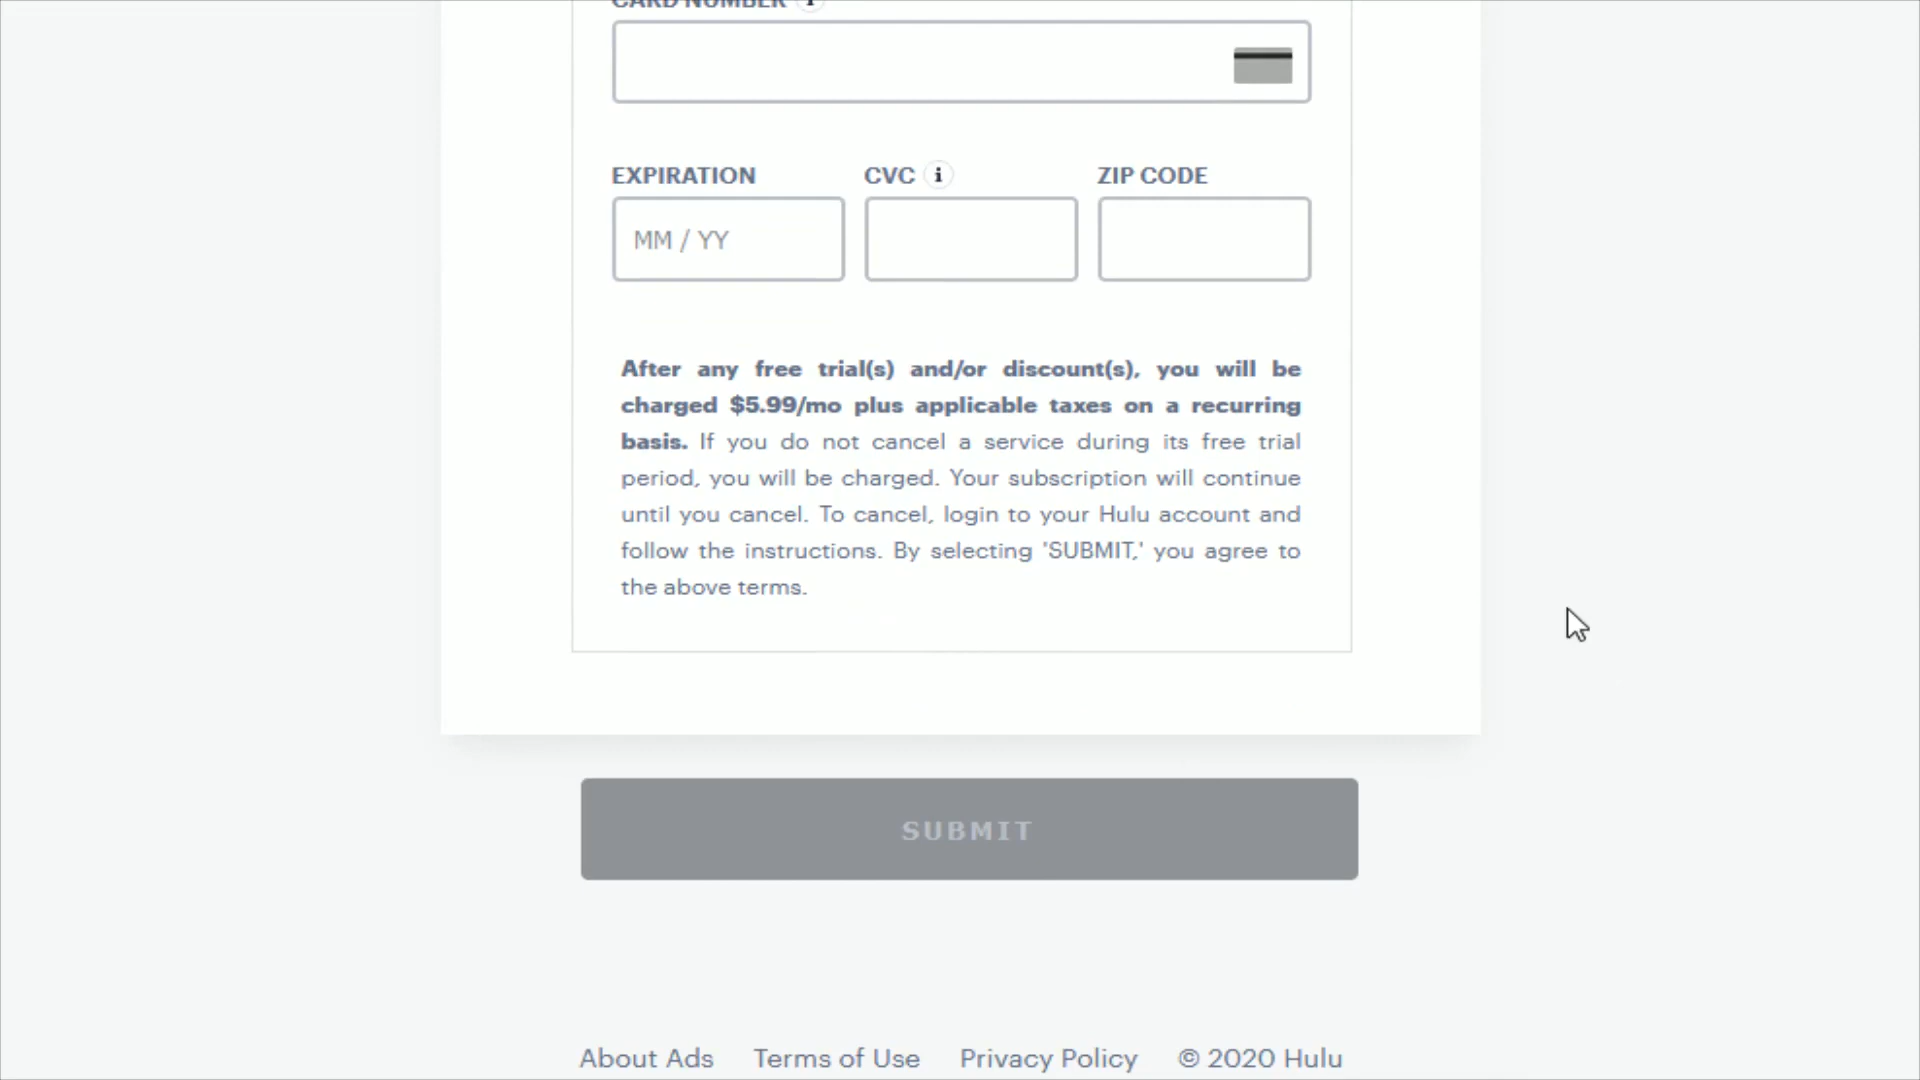 CARD NUMBER i
EXPIRATION CVC i ZIP CODE
MM / YY
After any free trial(s) and/or discount(s), you will be
charged $5.99/mo plus applicable taxes on a recurring
basis. If you do not cancel a service during its free trial
period, you will be charged. Your subscription will continue
until you cancel. To cancel, login to your Hulu account and
follow the instructions. By selecting 'SUBMIT,' you agree to
the above terms.
SUBMIT
About Ads Terms of Use Privacy Policy © 2020 Hulu